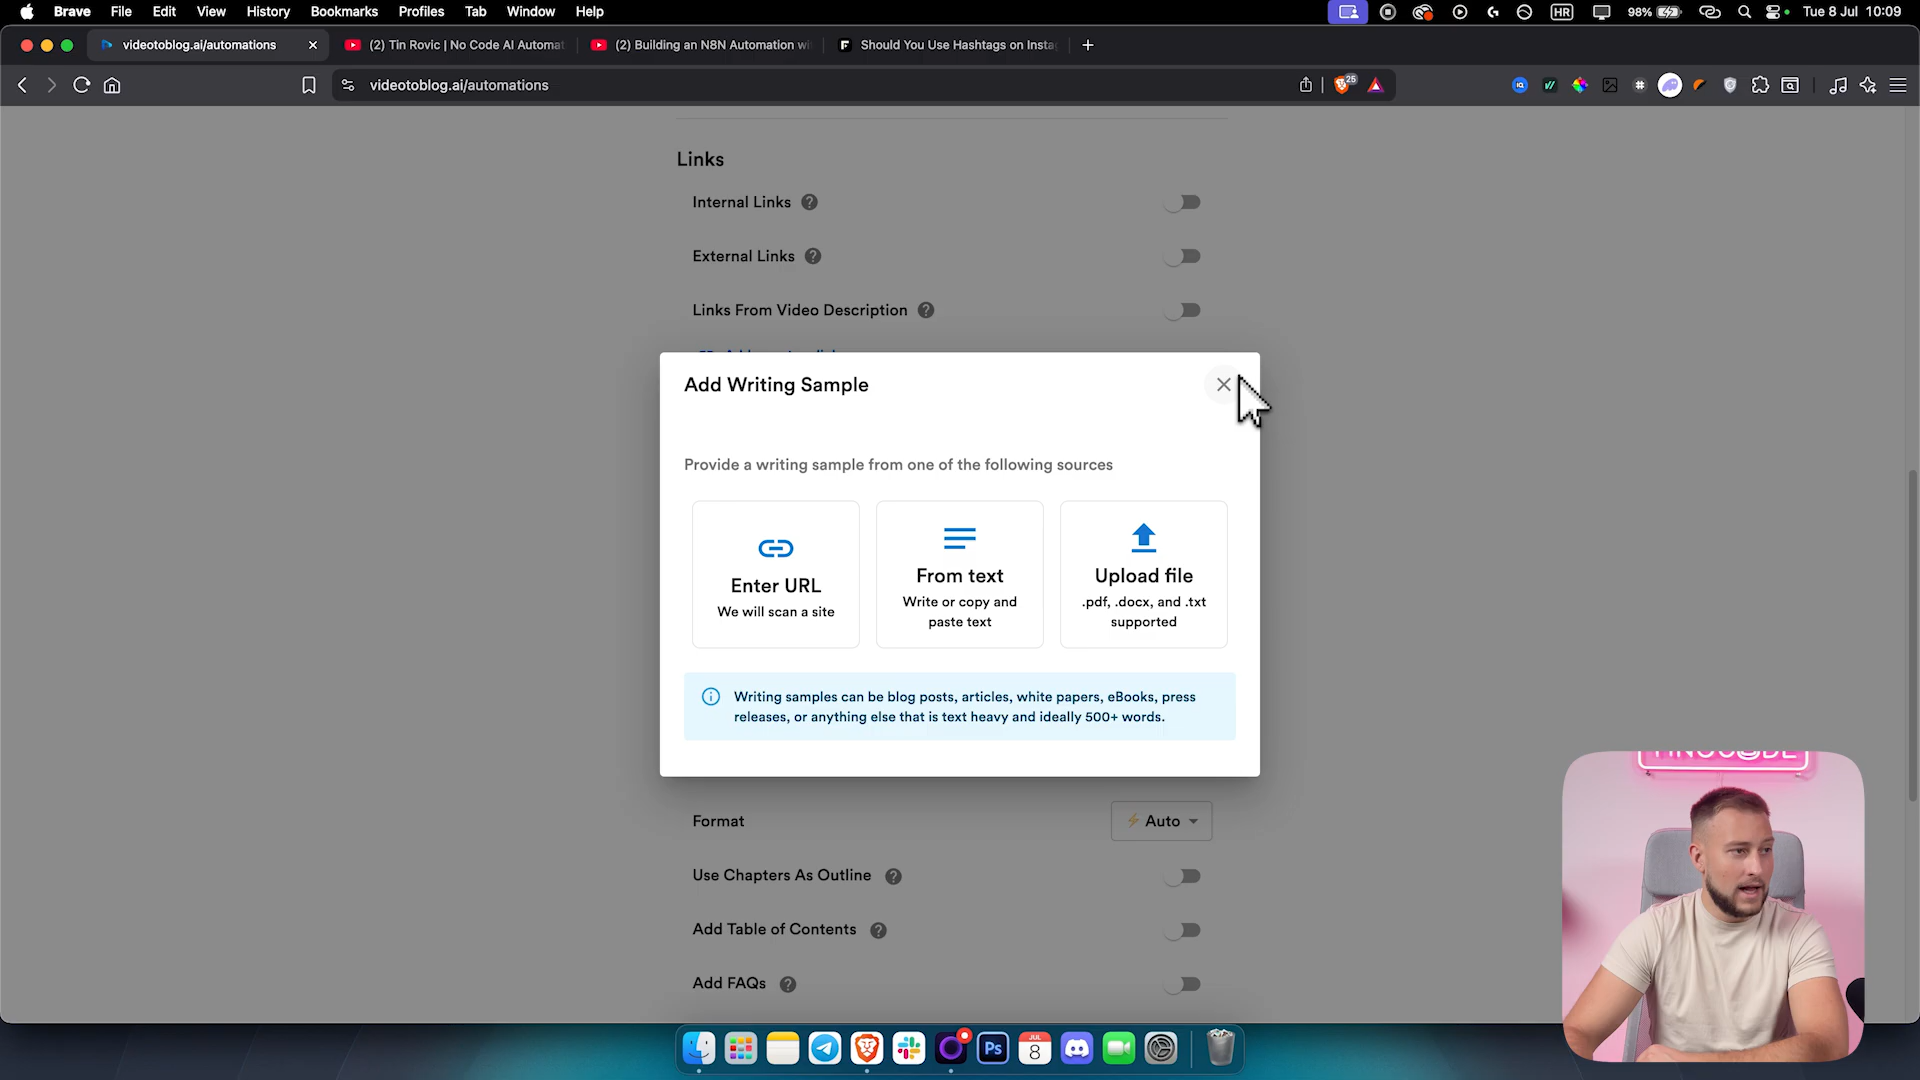 Brave File Edit View History Bookmarks Profiles Tab Window Help HR 98% Tue 8 Jul 10:09
videotoblog.ai/automations (2) Tin Rovic | No Code AI Automat (2) Building an N8N Automation wi Should You Use Hashtags on Insta
videotoblog.ai/automations 25
Links
Internal Links
External Links
Links From Video Description
Add Writing Sample
Provide a writing sample from one of the following sources
Enter URL
We will scan a site
From text
Write or copy and
paste text
Upload file
.pdf, .docx, and .txt
supported
Writing samples can be blog posts, articles, white papers, eBooks, press
releases, or anything else that is text heavy and ideally 500+ words.
Format Auto
Use Chapters As Outline
Add Table of Contents
Add FAQs
Ps JUL 8